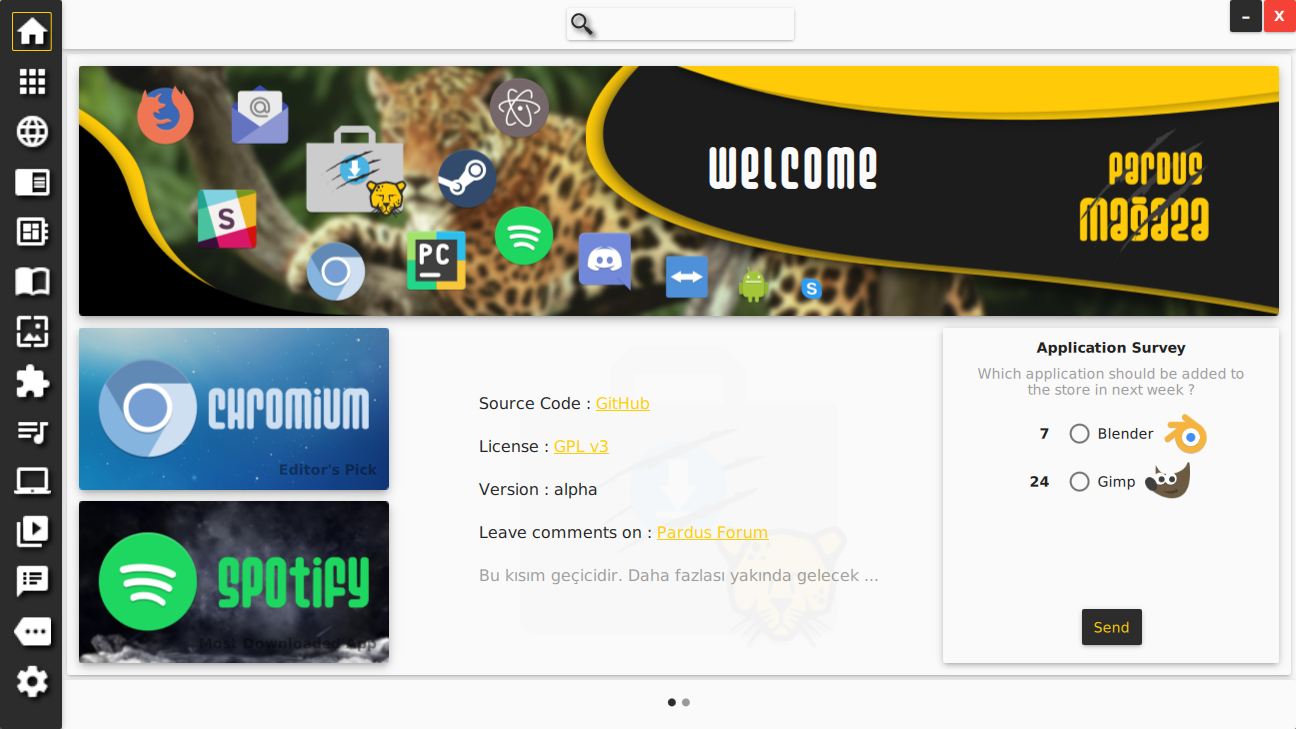 –
X
@
S
PC
S
WELCOME
PARDUS
MAĞAZA
CHROMIUM
Editor's Pick
SPOTIFY
Most Downloaded App
Source Code : GitHub
License : GPL v3
Version : alpha
Leave comments on : Pardus Forum
Bu kısım geçicidir. Daha fazlası yakında gelecek ...
Application Survey
Which application should be added to
the store in next week ?
7 Blender
24 Gimp
Send